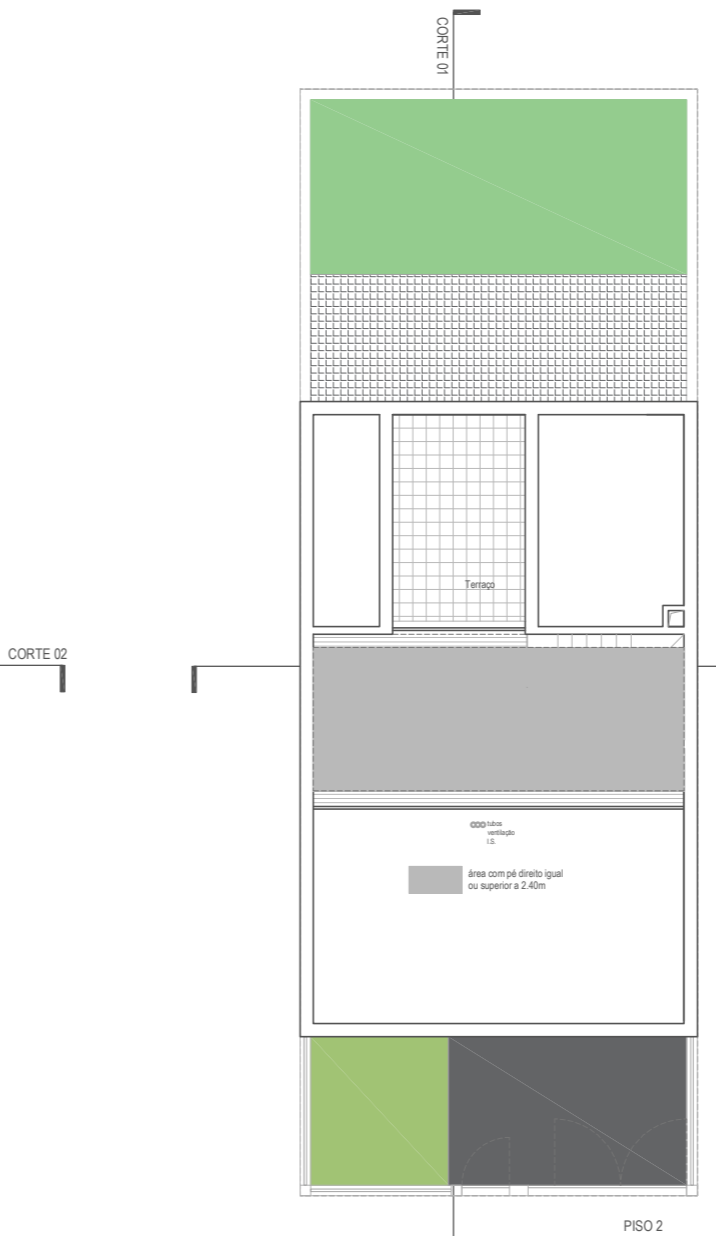 CORTE 01
Terraço
CORTE 02
tubos
ventilação
I.S.
área com pé direito igual
ou superior a 2.40m
PISO 2